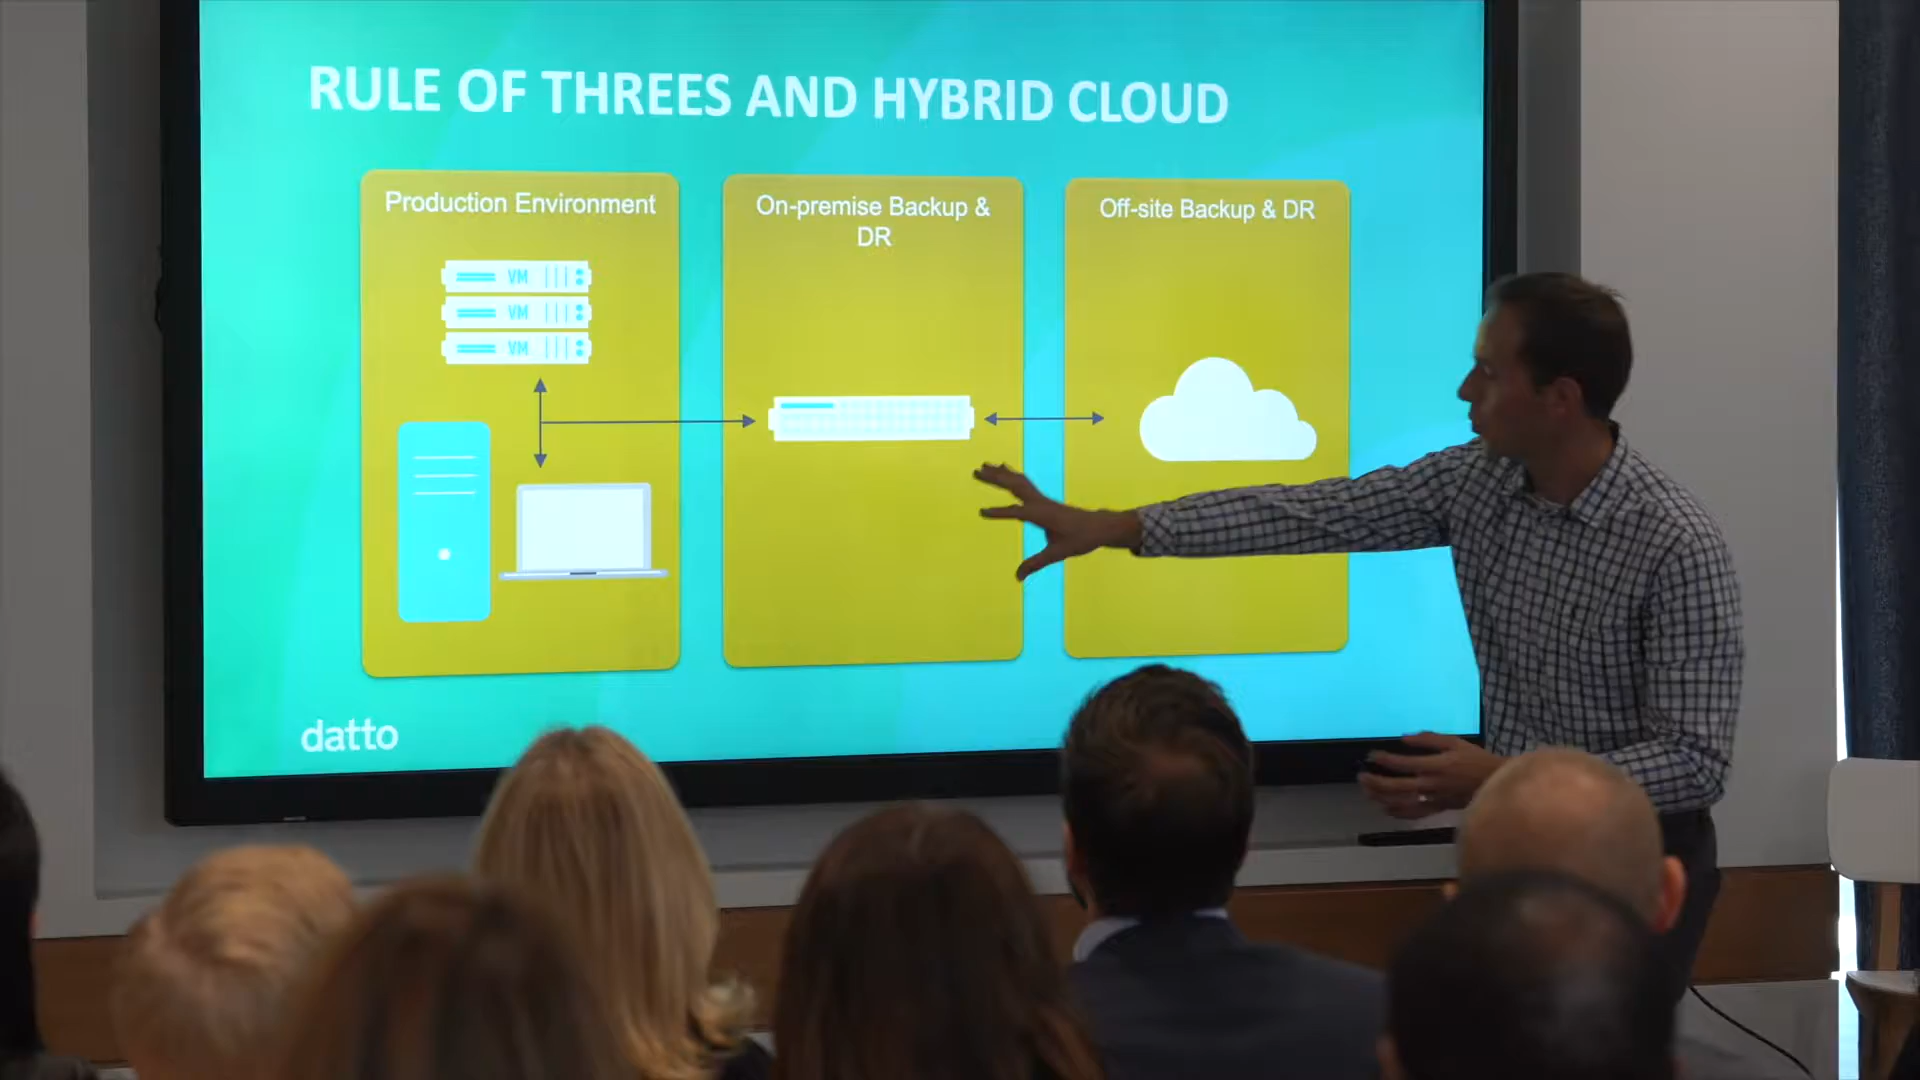 RULE OF THREES AND HYBRID CLOUD
Production Environment
VM
VM
VM
On-premise Backup &
DR
Off-site Backup & DR
datto